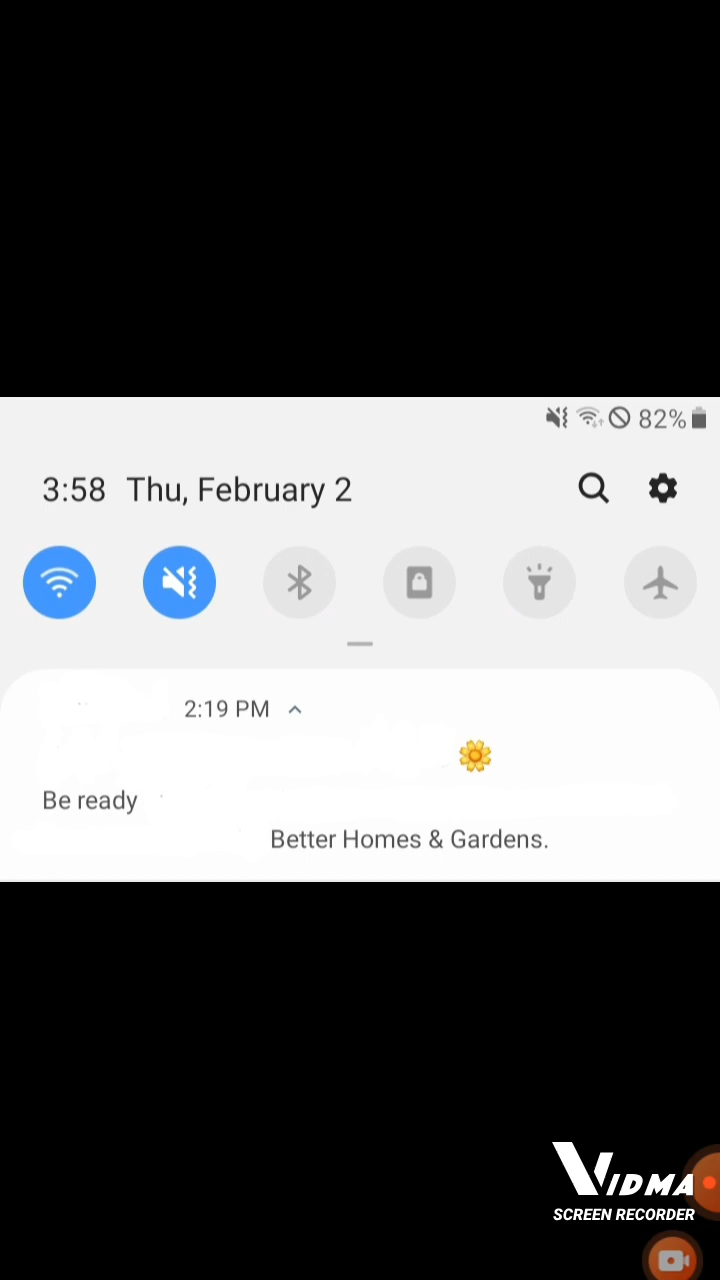 82%
3:58 Thu, February 2
2:19 PM
🌼
Be ready
Better Homes & Gardens.
VIDMA
SCREEN RECORDER